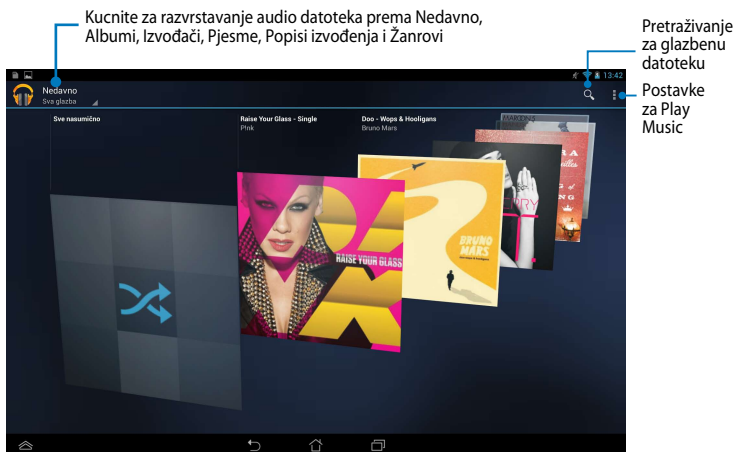 Kucnite za razvrstavanje audio datoteka prema Nedavno,
Albumi, Izvođači, Pjesme, Popisi izvođenja i Žanrovi
Pretraživanje
za glazbenu
datoteku
Postavke
za Play
Music
13:42
Nedavno
Sva glazba
Sve nasumično
Raise Your Glass - Single
P!nk
Doo - Wops & Hooligans
Bruno Mars
RAISE YOUR GLASS
BRUNO
MARS
MAROON 5